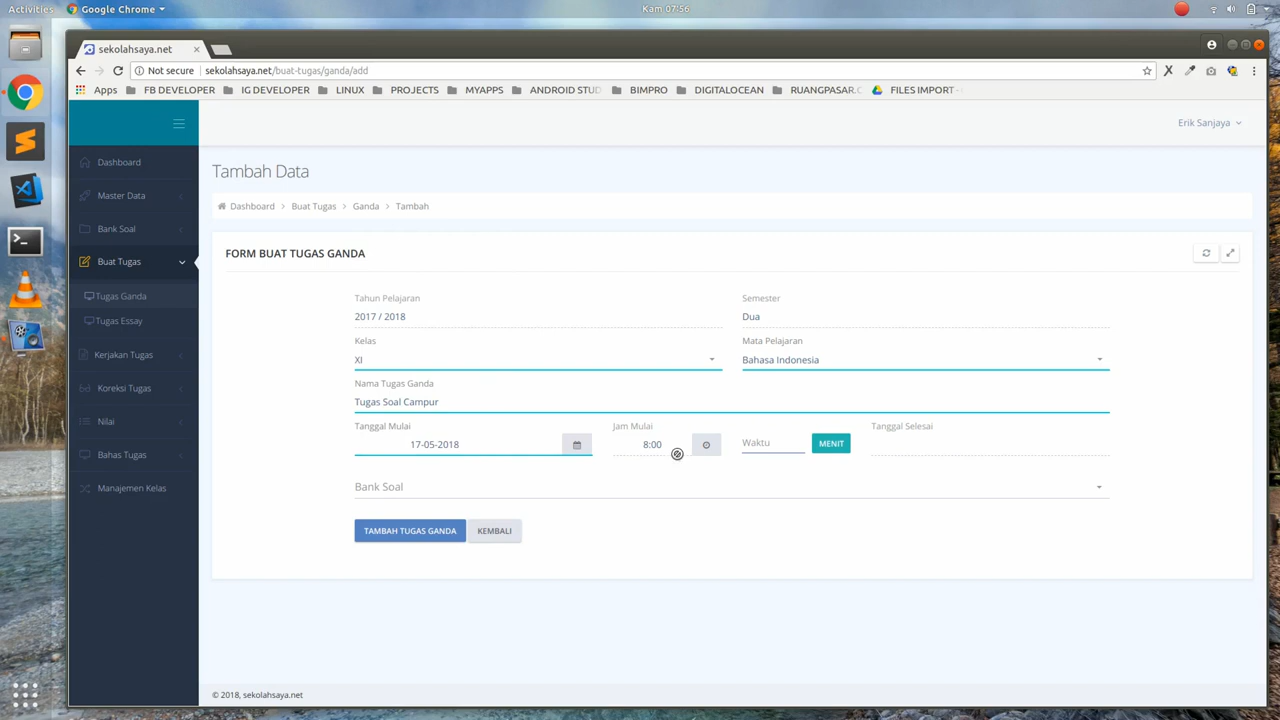 Activities
Google Chrome
Kam 07:56
sekolahsaya.net
Not secure
sekolahsaya.net/buat-tugas/ganda/add
Apps
FB DEVELOPER
IG DEVELOPER
LINUX
PROJECTS
MYAPPS
ANDROID STUD
BIMPRO
DIGITALOCEAN
RUANGPASAR.C
FILES IMPORT -
Erik Sanjaya
Dashboard
Master Data
Bank Soal
Buat Tugas
Tugas Ganda
Tugas Essay
Kerjakan Tugas
Koreksi Tugas
Nilai
Bahas Tugas
Manajemen Kelas
Tambah Data
Dashboard > Buat Tugas > Ganda > Tambah
FORM BUAT TUGAS GANDA
Tahun Pelajaran
2017 / 2018
Semester
Dua
Kelas
XI
Mata Pelajaran
Bahasa Indonesia
Nama Tugas Ganda
Tugas Soal Campur
Tanggal Mulai
17-05-2018
Jam Mulai
8:00
Waktu
MENIT
Tanggal Selesai
Bank Soal
TAMBAH TUGAS GANDA
KEMBALI
© 2018, sekolahsaya.net